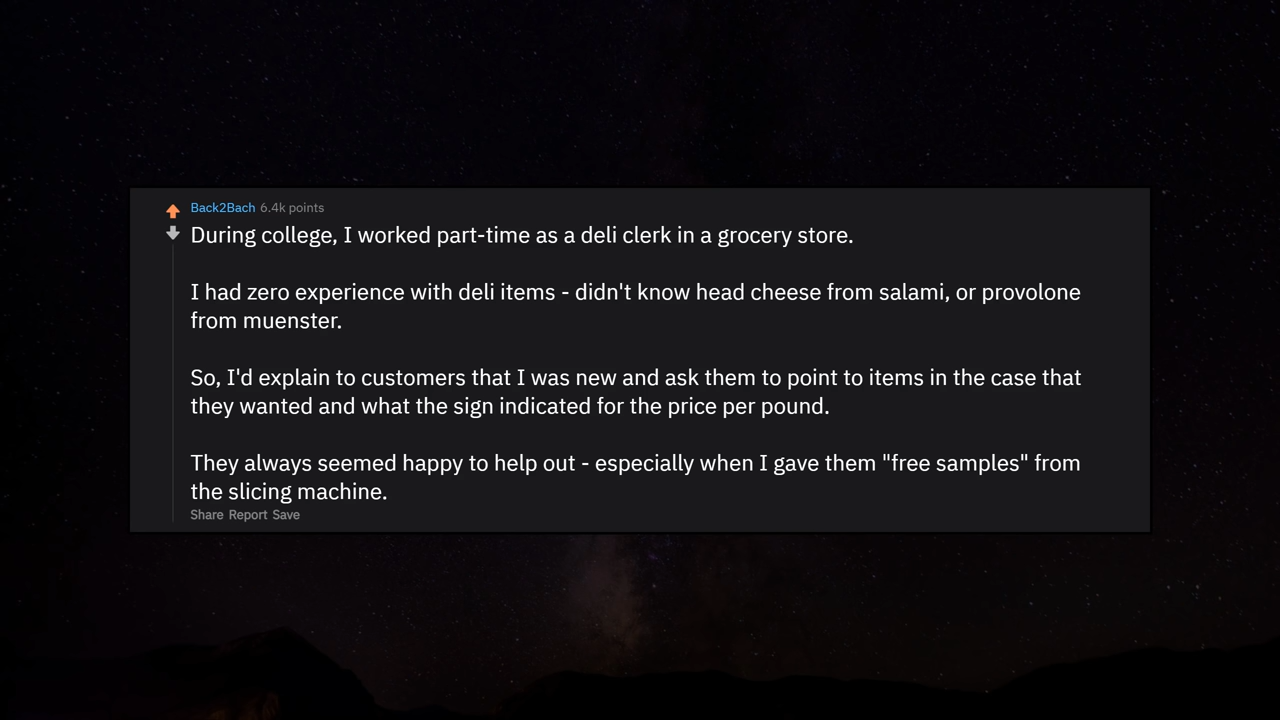 Back2Bach 6.4k points
During college, I worked part-time as a deli clerk in a grocery store.
I had zero experience with deli items - didn't know head cheese from salami, or provolone
from muenster.
So, I'd explain to customers that I was new and ask them to point to items in the case that
they wanted and what the sign indicated for the price per pound.
They always seemed happy to help out - especially when I gave them "free samples" from
the slicing machine.
Share Report Save